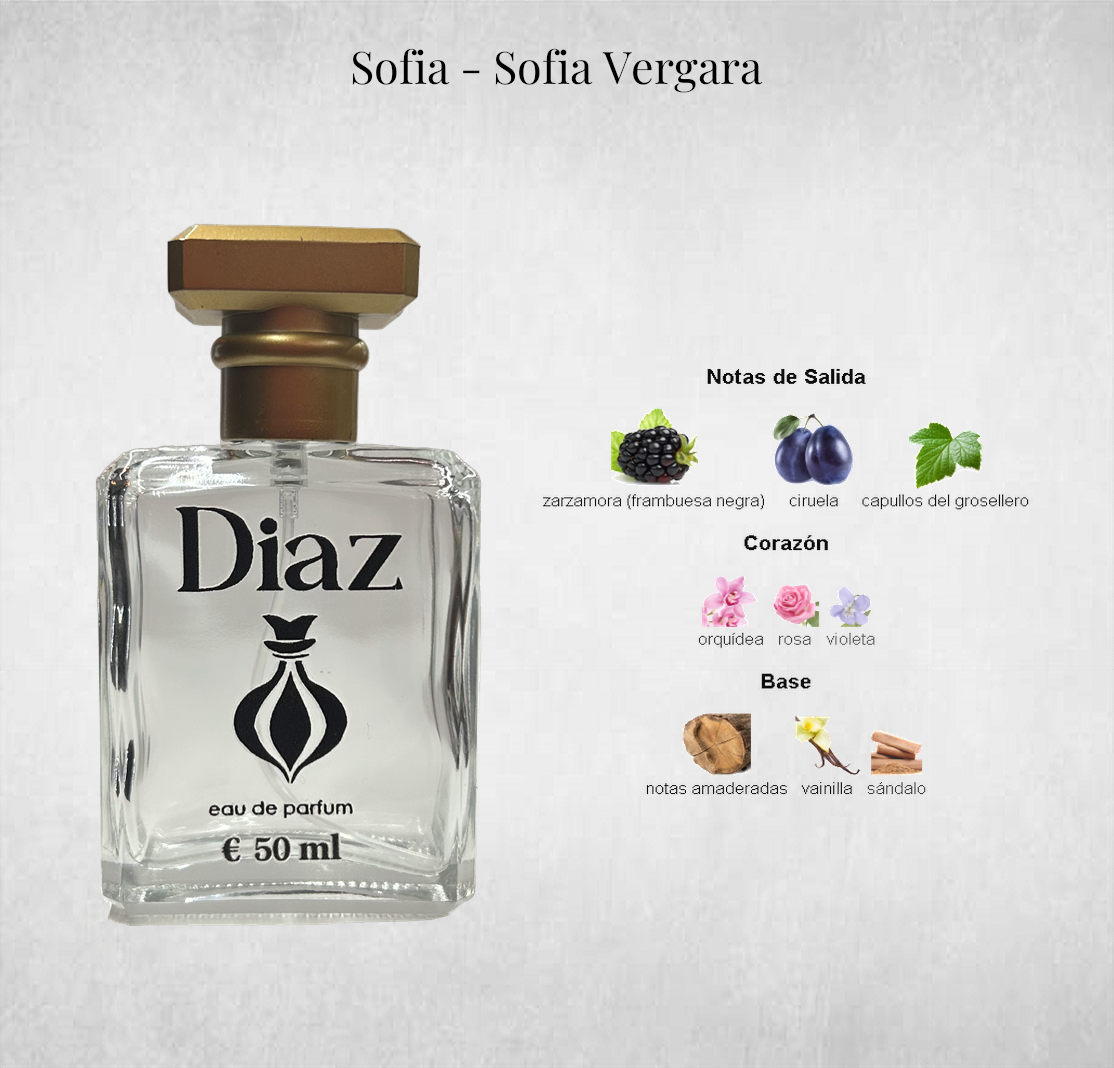 Sofia - Sofia Vergara
Diaz
eau de parfum
€ 50 ml
Notas de Salida
zarzamora (frambuesa negra) ciruela capullos del grosellero
Corazón
orquídea rosa violeta
Base
notas amaderadas vainilla sándalo